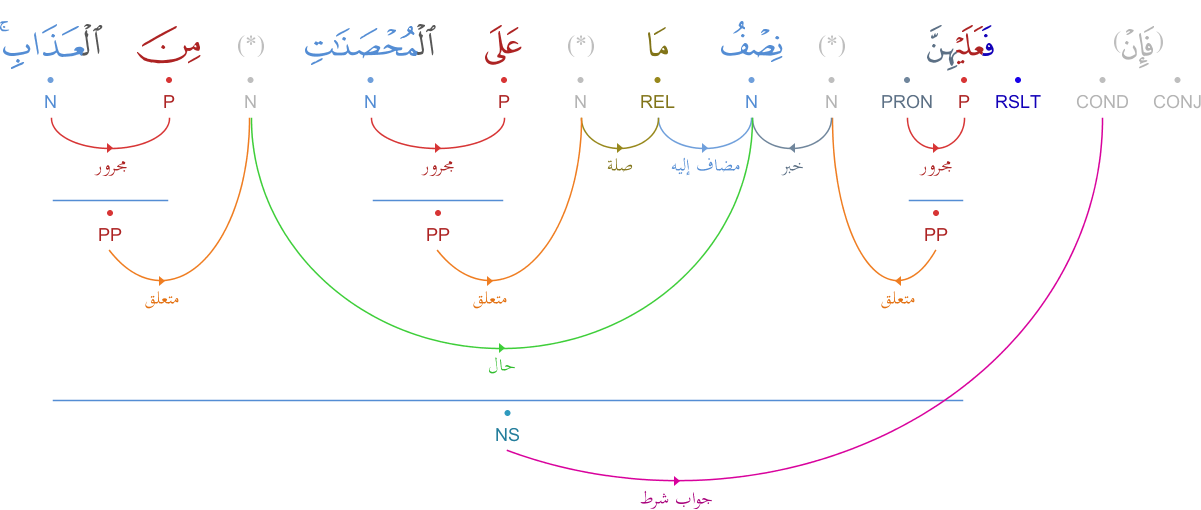 (فَإِنْ) فَعَلَيْهِنَّ (*) نِصْفُ مَا (*) عَلَى ٱلْمُحْصَنَٰتِ (*) مِنَ ٱلْعَذَابِ ۚ
CONJ COND RSLT P PRON N N REL N P N N P N
مجرور خبر مضاف إليه صلة مجرور مجرور
PP PP PP
متعلق متعلق متعلق
حال
NS
جواب شرط